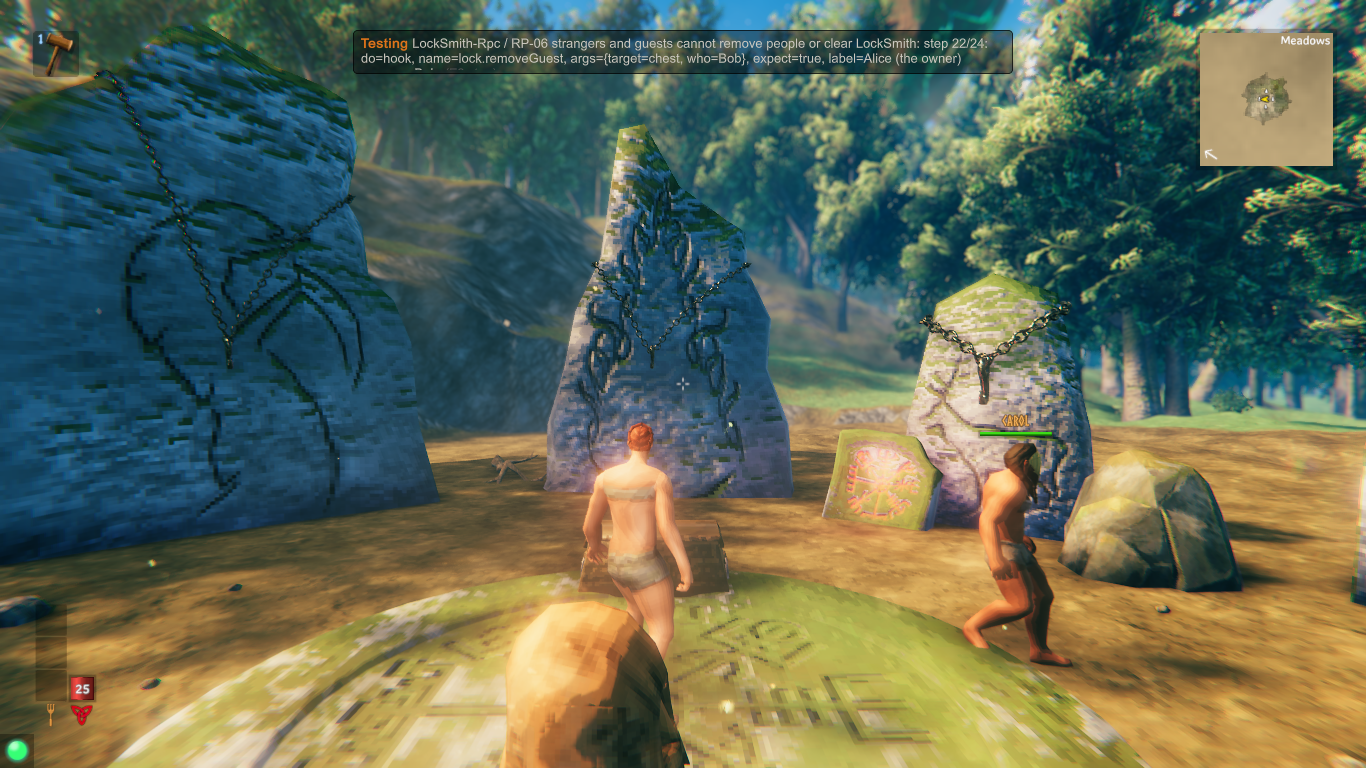 1
Testing LockSmith-Rpc / RP-06 strangers and guests cannot remove people or clear LockSmith: step 22/24:
do=hook, name=lock.removeGuest, args={target=chest, who=Bob}, expect=true, label=Alice (the owner)
Meadows
CAROL
25